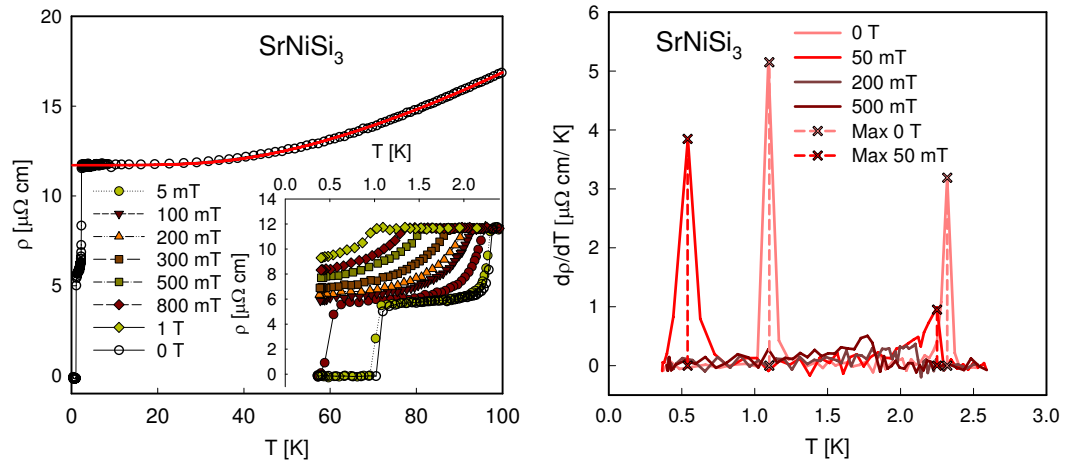 SrNiSi3
ρ [μΩ cm]
20
15
10
5
0
T [K]
0.0 0.5 1.0 1.5 2.0
5 mT
100 mT
200 mT
300 mT
500 mT
800 mT
1 T
0 T
ρ [μΩ cm)
14
12
10
8
6
4
2
0
0 20 40 60 80 100
T [K]
SrNiSi3
0 T
50 mT
200 mT
500 mT
Max 0 T
Max 50 mT
dρ/dT [μΩ cm/ K]
6
5
4
3
2
1
0
0.0 0.5 1.0 1.5 2.0 2.5 3.0
T [K]